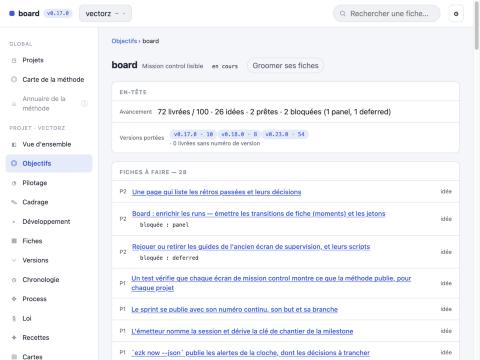 board v0.17.0 vectorz
Rechercher une fiche...
Objectifs › board
GLOBAL
Projets
Carte de la méthode
Annuaire de la méthode
PROJET · VECTORZ
Vue d'ensemble
Objectifs
Pilotage
Cadrage
Développement
Fiches
Versions
Chronologie
Process
Loi
Recettes
Cartes
board Mission control lisible en cours Groomer ses fiches
EN-TÊTE
Avancement 72 livrées / 100 · 26 idées · 2 prêtes · 2 bloquées (1 panel, 1 deferred)
Versions portées v0.17.0 · 10 v0.18.0 · 8 v0.23.0 · 54
· 0 livrées sans numéro de version
FICHES À FAIRE — 28
P2 Une page qui liste les rétros passées et leurs décisions idée
P2 Board : enrichir les runs — émettre les transitions de fiche (moments) et les jetons idée
bloquée : panel
P2 Rejouer ou retirer les guides de l'ancien écran de supervision, et leurs scripts idée
bloquée : deferred
P1 Un test vérifie que chaque écran de mission control montre ce que la méthode publie, pour chaque projet idée
P1 Le sprint se publie avec son numéro continu, son but et sa branche idée
P1 L'émetteur nomme la session et dérive la clé de chantier de la milestone idée
P1 `ezk now --json` publie les alertes de la cloche, dont les décisions à trancher idée